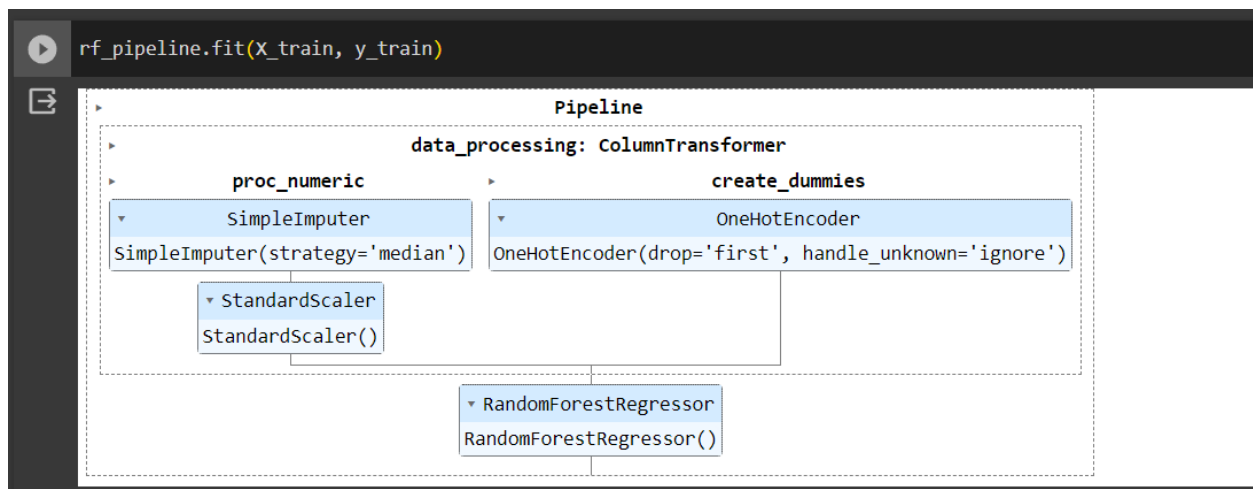 rf_pipeline.fit(X_train, y_train)
Pipeline
data_processing: ColumnTransformer
proc_numeric
create_dummies
SimpleImputer
OneHotEncoder
SimpleImputer(strategy='median')
OneHotEncoder(drop='first', handle_unknown='ignore')
StandardScaler
StandardScaler()
RandomForestRegressor
RandomForestRegressor()